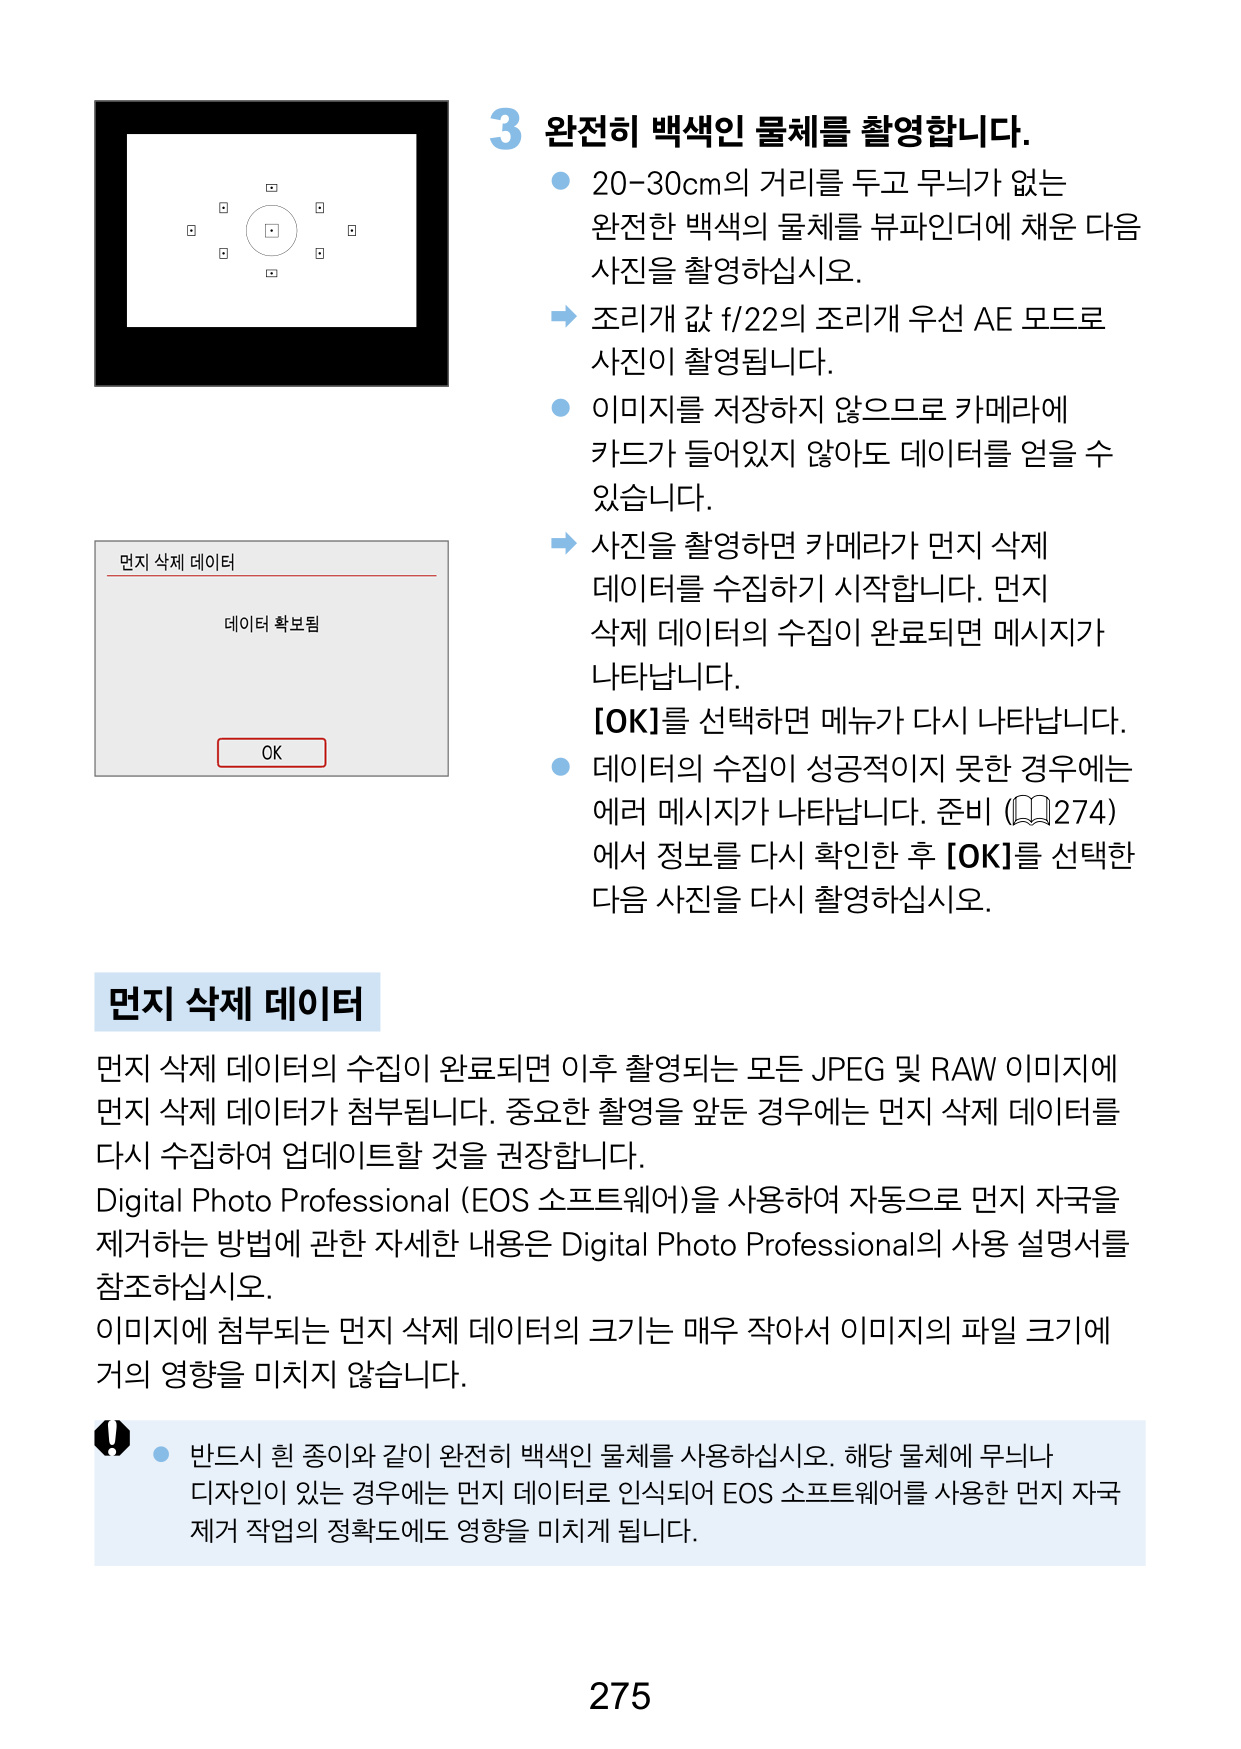 3 완전히 백색인 물체를 촬영합니다.
● 20-30cm의 거리를 두고 무늬가 없는
완전한 백색의 물체를 뷰파인더에 채운 다음
사진을 촬영하십시오.
➡ 조리개 값 f/22의 조리개 우선 AE 모드로
사진이 촬영됩니다.
● 이미지를 저장하지 않으므로 카메라에
카드가 들어있지 않아도 데이터를 얻을 수
있습니다.
먼지 삭제 데이터
데이터 확보됨
OK
➡ 사진을 촬영하면 카메라가 먼지 삭제
데이터를 수집하기 시작합니다. 먼지
삭제 데이터의 수집이 완료되면 메시지가
나타납니다.
[OK]를 선택하면 메뉴가 다시 나타납니다.
● 데이터의 수집이 성공적이지 못한 경우에는
에러 메시지가 나타납니다. 준비 (274)
에서 정보를 다시 확인한 후 [OK]를 선택한
다음 사진을 다시 촬영하십시오.
먼지 삭제 데이터
먼지 삭제 데이터의 수집이 완료되면 이후 촬영되는 모든 JPEG 및 RAW 이미지에
먼지 삭제 데이터가 첨부됩니다. 중요한 촬영을 앞둔 경우에는 먼지 삭제 데이터를
다시 수집하여 업데이트할 것을 권장합니다.
Digital Photo Professional (EOS 소프트웨어)을 사용하여 자동으로 먼지 자국을
제거하는 방법에 관한 자세한 내용은 Digital Photo Professional의 사용 설명서를
참조하십시오.
이미지에 첨부되는 먼지 삭제 데이터의 크기는 매우 작아서 이미지의 파일 크기에
거의 영향을 미치지 않습니다.
● 반드시 흰 종이와 같이 완전히 백색인 물체를 사용하십시오. 해당 물체에 무늬나
디자인이 있는 경우에는 먼지 데이터로 인식되어 EOS 소프트웨어를 사용한 먼지 자국
제거 작업의 정확도에도 영향을 미치게 됩니다.
275